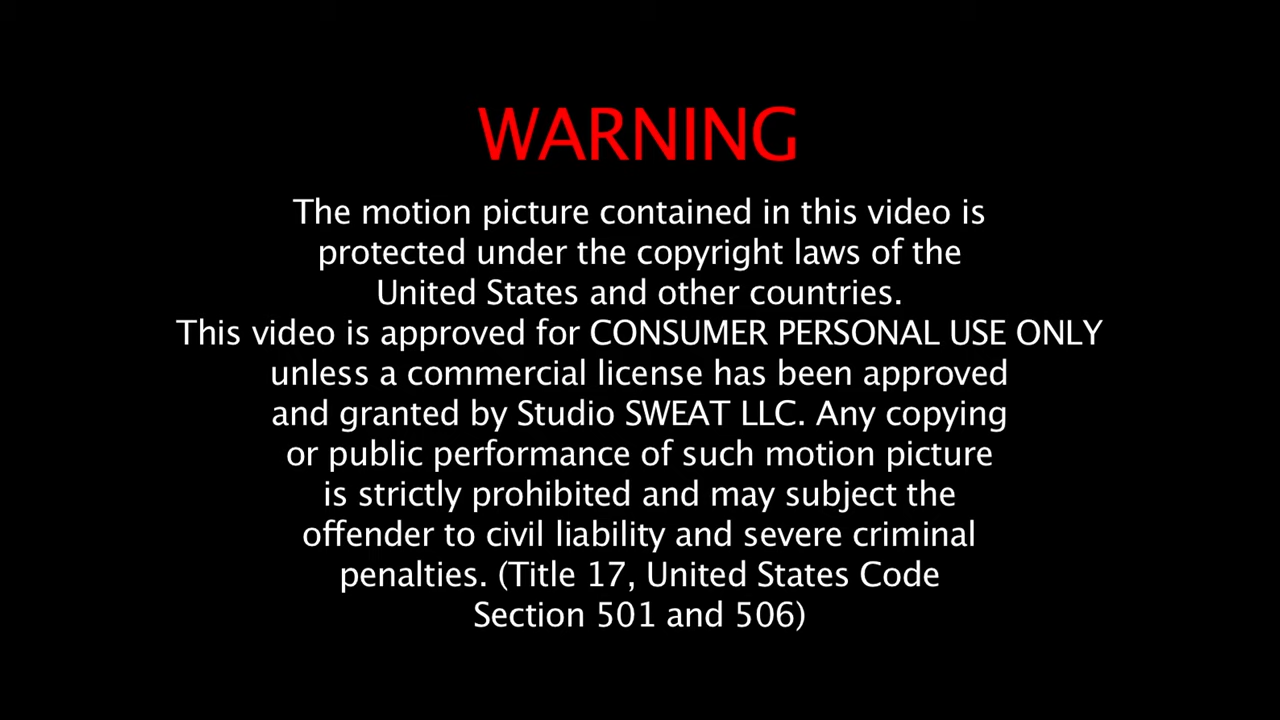 WARNING
The motion picture contained in this video is
protected under the copyright laws of the
United States and other countries.
This video is approved for CONSUMER PERSONAL USE ONLY
unless a commercial license has been approved
and granted by Studio SWEAT LLC. Any copying
or public performance of such motion picture
is strictly prohibited and may subject the
offender to civil liability and severe criminal
penalties. (Title 17, United States Code
Section 501 and 506)